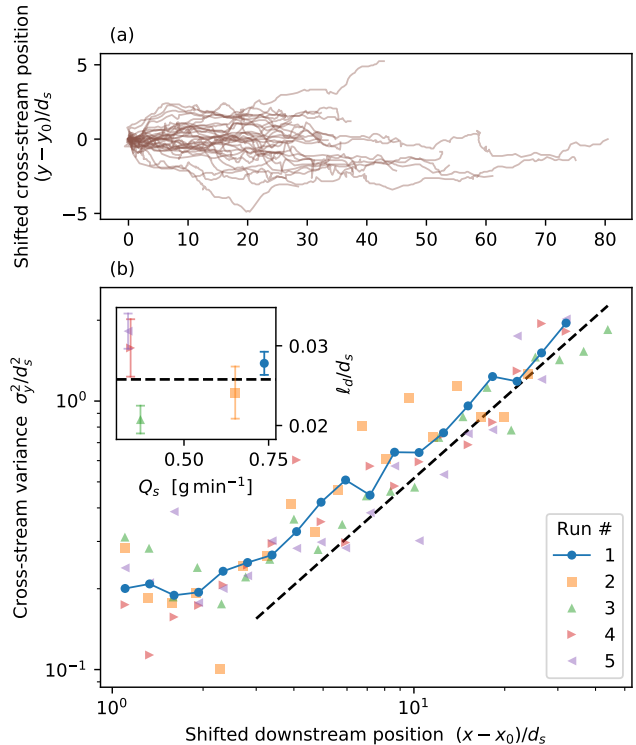 (a)
Shifted cross-stream position
(y − y₀)/dₛ
5
0
−5
0 10 20 30 40 50 60 70 80
(b)
Cross-stream variance σ_y²/dₛ²
10⁰
10⁻¹
0.03
0.02
ℓ_d/dₛ
0.50 0.75
Qₛ [g min⁻¹]
Run #
1
2
3
4
5
10⁰ 10¹
Shifted downstream position (x − x₀)/dₛ